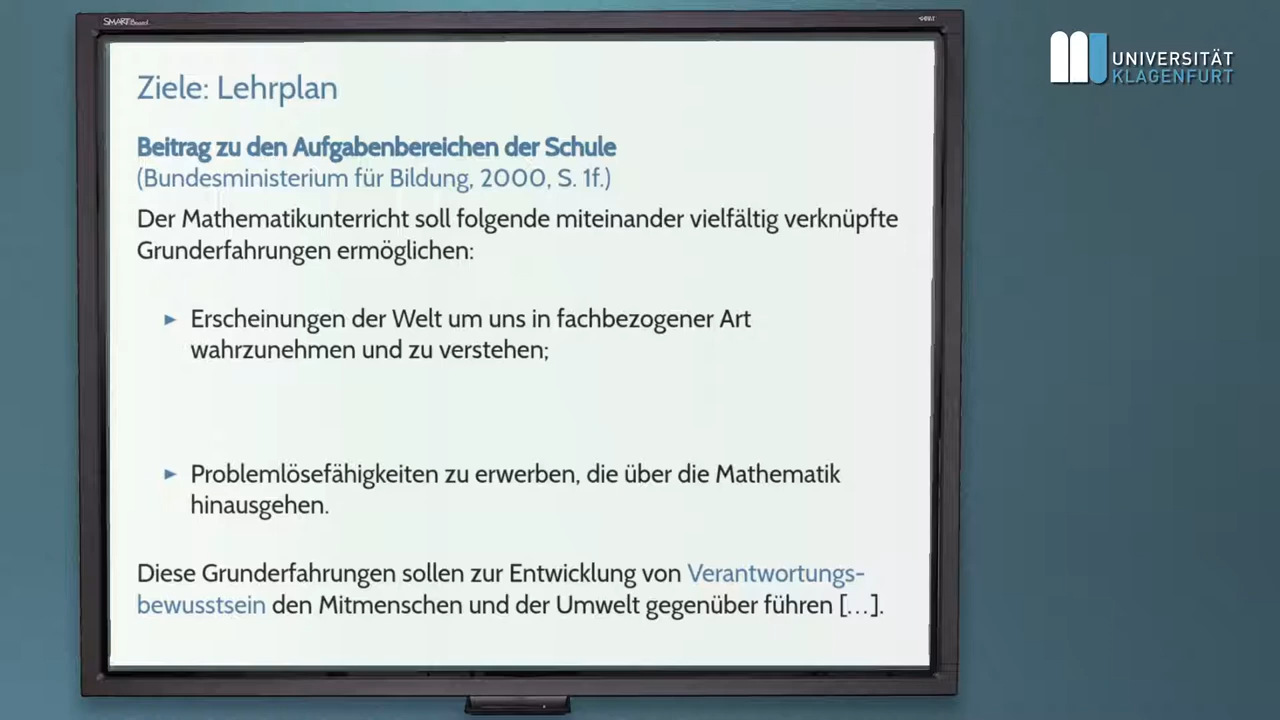 SMART Board
Ziele: Lehrplan
Beitrag zu den Aufgabenbereichen der Schule
(Bundesministerium für Bildung, 2000, S. 1f.)
Der Mathematikunterricht soll folgende miteinander vielfältig verknüpfte
Grunderfahrungen ermöglichen:
► Erscheinungen der Welt um uns in fachbezogener Art
wahrzunehmen und zu verstehen;
► Problemlösefähigkeiten zu erwerben, die über die Mathematik
hinausgehen.
Diese Grunderfahrungen sollen zur Entwicklung von Verantwortungs-
bewusstsein den Mitmenschen und der Umwelt gegenüber führen [...].
UNIVERSITÄT
KLAGENFURT